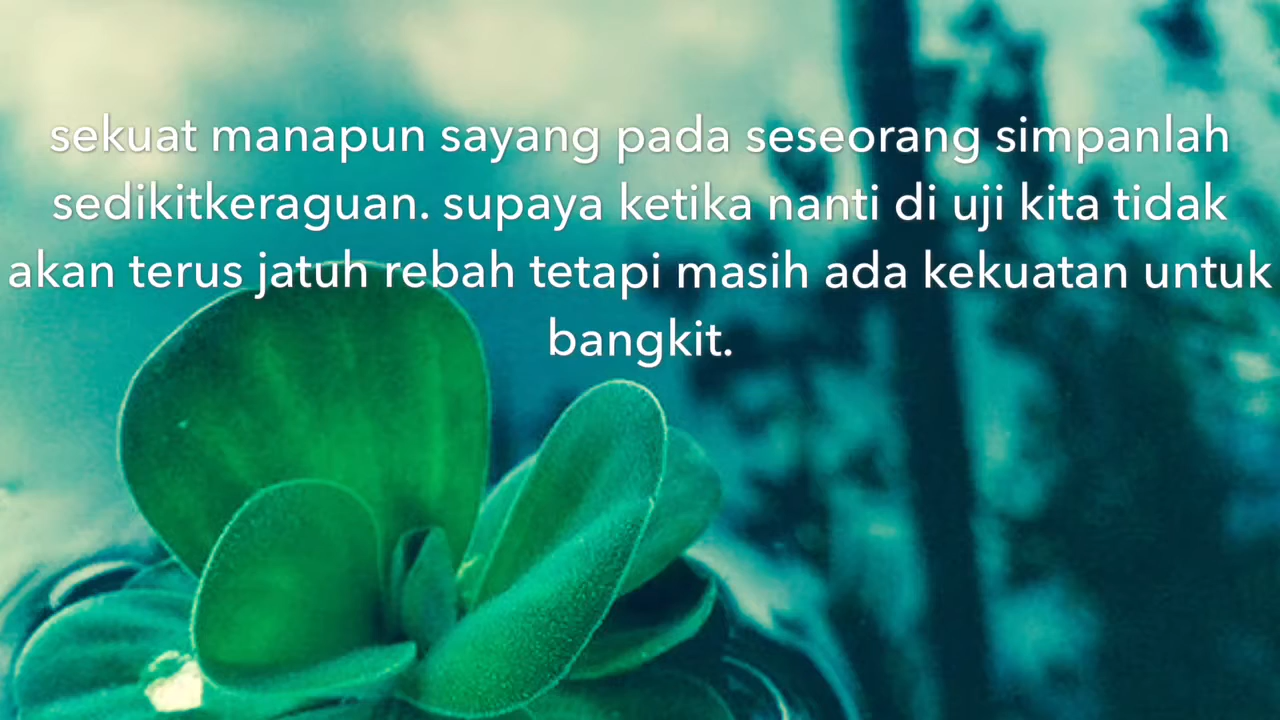 sekuat manapun sayang pada seseorang simpanlah
sedikitkeraguan. supaya ketika nanti di uji kita tidak
akan terus jatuh rebah tetapi masih ada kekuatan untuk
bangkit.